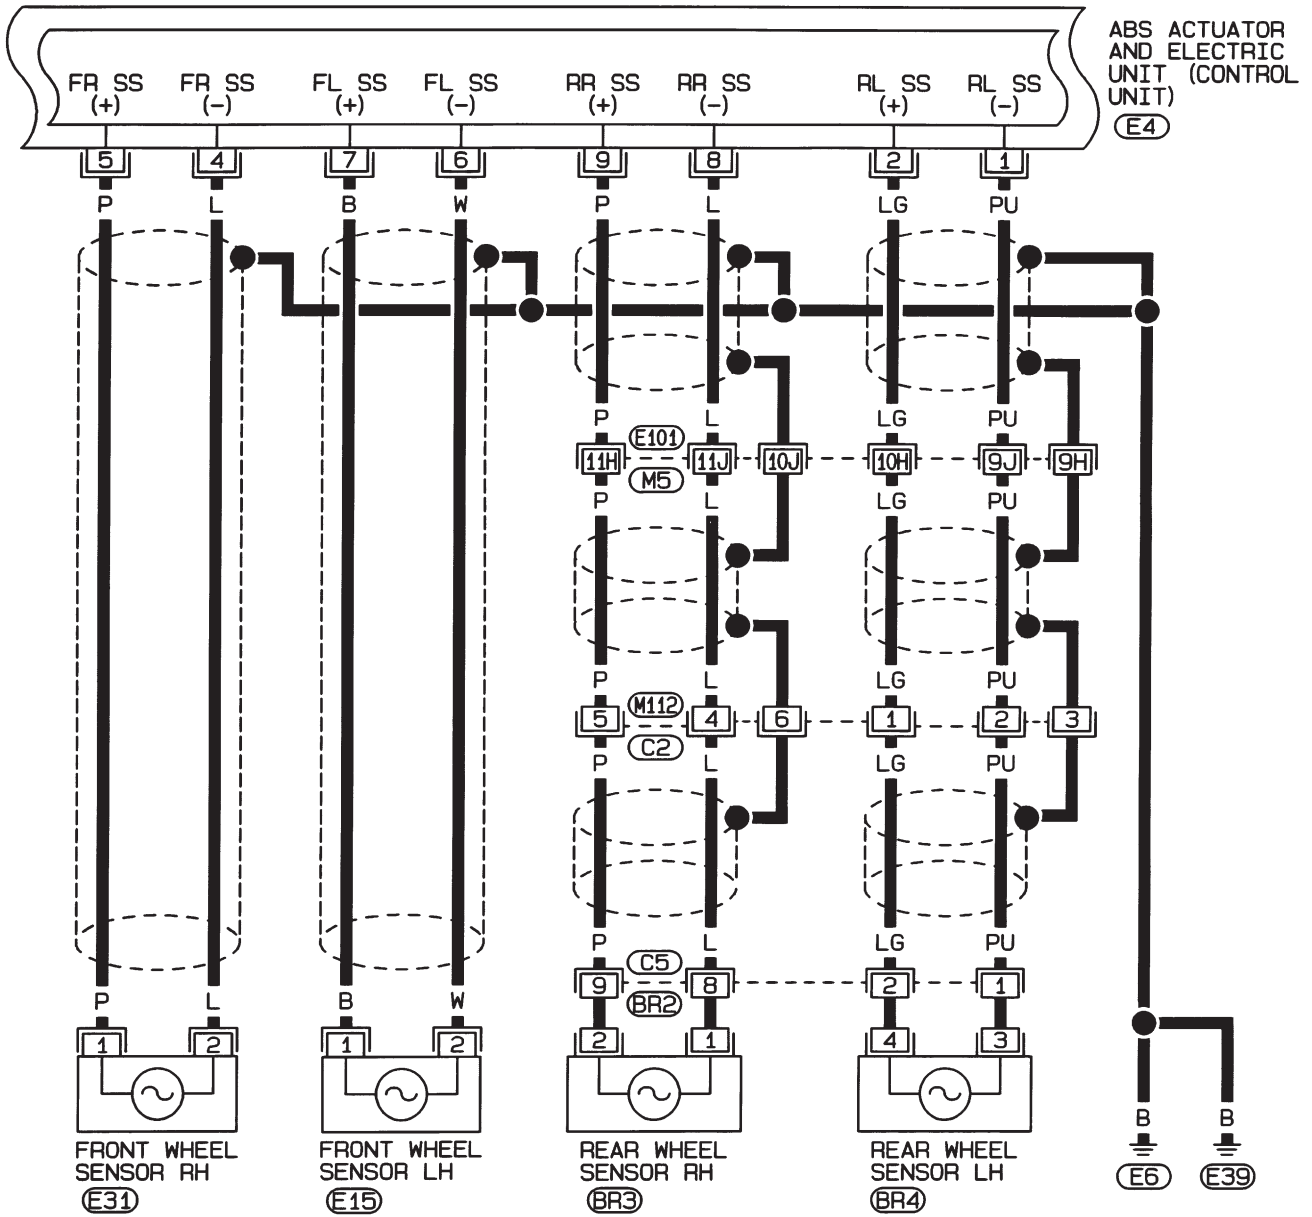 ABS ACTUATOR
AND ELECTRIC
UNIT (CONTROL
UNIT)
E4
FR SS (+) FR SS (-) FL SS (+) FL SS (-) RR SS (+) RR SS (-) RL SS (+) RL SS (-)
5 4 7 6 9 8 2 1
P L B W P L LG PU
P L LG PU
E101
11H 11J 10J 10H 9J 9H
M5
P L LG PU
P L LG PU
M112
5 4 6 1 2 3
C2
P L LG PU
P L LG PU
C5
9 8 2 1
BR2
P L B W
1 2 1 2 2 1 4 3
B B
FRONT WHEEL
SENSOR RH
E31
FRONT WHEEL
SENSOR LH
E15
REAR WHEEL
SENSOR RH
BR3
REAR WHEEL
SENSOR LH
BR4
E6 E39